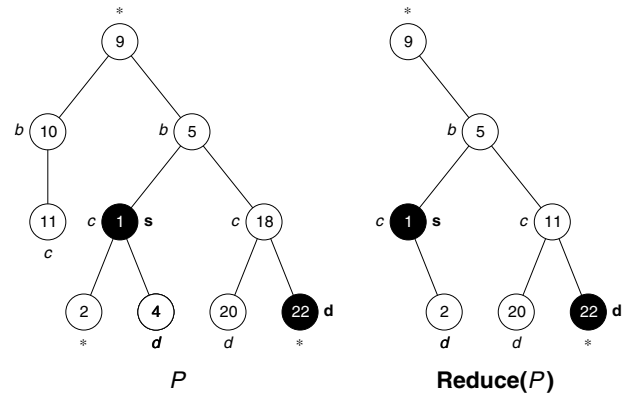 * *
9 9
b 10 b 5 b 5
11 c 1 s c 18 c 1 s c 11
c
2 4 20 22 d 2 20 22 d
* d d * d d *
P Reduce(P)